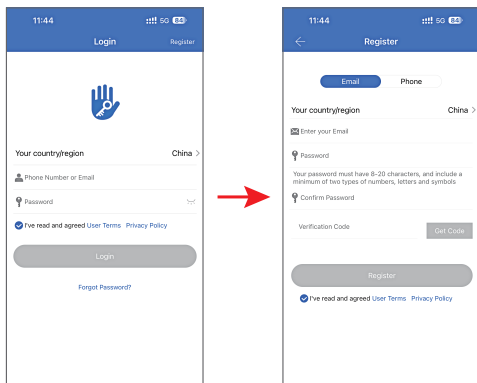 11:44
5G 84
Login
Register
Your country/region
China >
Phone Number or Email
Password
I've read and agreed User Terms Privacy Policy
Login
Forgot Password?
11:44
5G 84
Register
Email
Phone
Your country/region
China >
Enter your Email
Password
Your password must have 8-20 characters, and include a
minimum of two types of numbers, letters and symbols
Confirm Password
Verification Code
Get Code
Register
I've read and agreed User Terms Privacy Policy